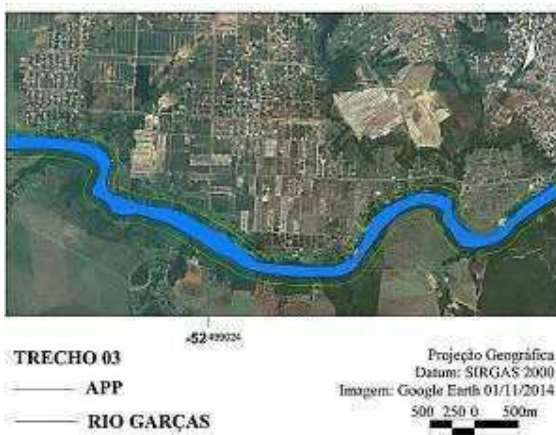 -52,499024
TRECHO 03
APP
RIO GARÇAS
Projeção Geográfica
Datum: SIRGAS 2000
Imagem: Google Earth 01/11/2014
500 250 0 500m